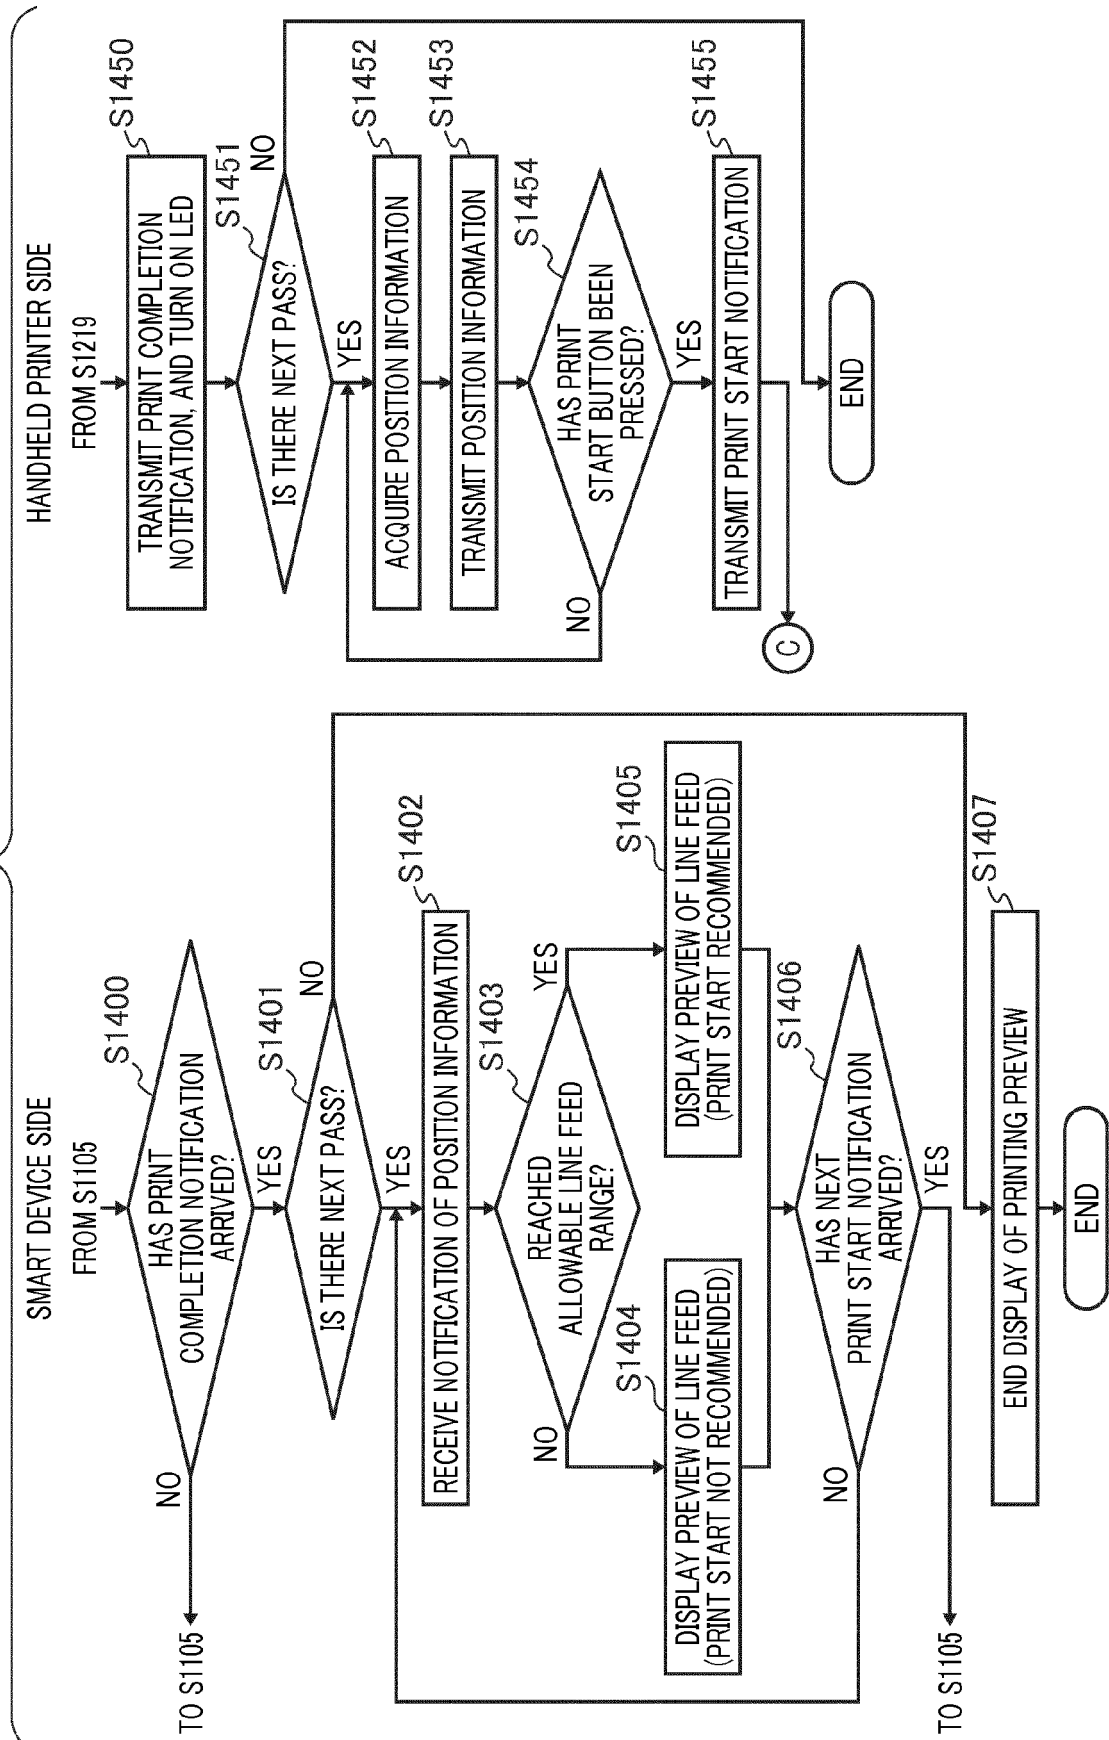 SMART DEVICE SIDE
FROM S1105
S1400
HAS PRINT
COMPLETION NOTIFICATION
ARRIVED?
NO
TO S1105
YES
S1401
IS THERE NEXT PASS?
NO
YES
S1402
RECEIVE NOTIFICATION OF POSITION INFORMATION
S1403
REACHED
ALLOWABLE LINE FEED
RANGE?
NO
YES
S1404
DISPLAY PREVIEW OF LINE FEED
(PRINT START NOT RECOMMENDED)
S1405
DISPLAY PREVIEW OF LINE FEED
(PRINT START RECOMMENDED)
S1406
HAS NEXT
PRINT START NOTIFICATION
ARRIVED?
NO
YES
TO S1105
S1407
END DISPLAY OF PRINTING PREVIEW
END
HANDHELD PRINTER SIDE
FROM S1219
S1450
TRANSMIT PRINT COMPLETION
NOTIFICATION, AND TURN ON LED
S1451
IS THERE NEXT PASS?
NO
YES
S1452
ACQUIRE POSITION INFORMATION
S1453
TRANSMIT POSITION INFORMATION
S1454
HAS PRINT
START BUTTON BEEN
PRESSED?
NO
YES
S1455
TRANSMIT PRINT START NOTIFICATION
C
END